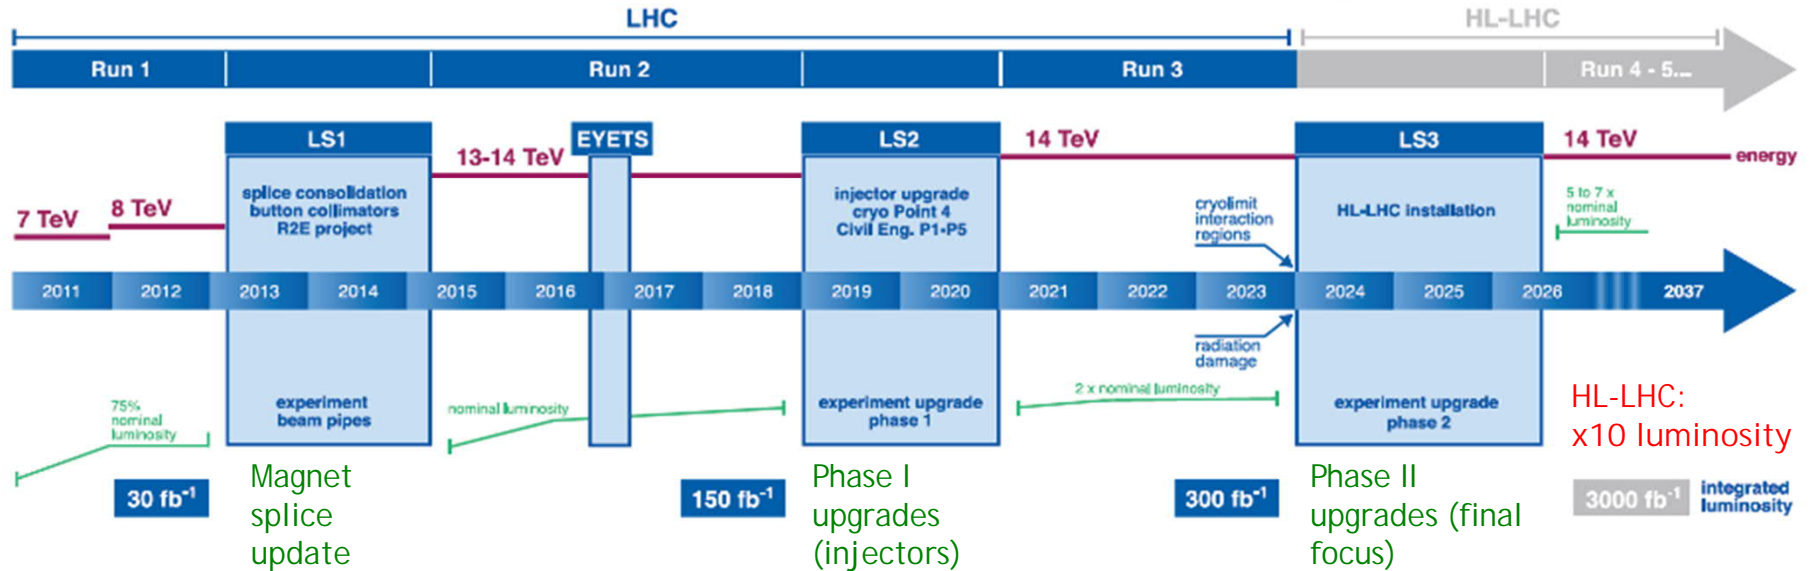 LHC
HL-LHC
Run 1
Run 2
Run 3
Run 4 - 5...
LS1
EYETS
LS2
14 TeV
LS3
14 TeV
energy
13-14 TeV
splice consolidation
button collimators
R2E project
injector upgrade
cryo Point 4
Civil Eng. P1-P5
cryolimit
interaction
regions
HL-LHC installation
5 to 7 x
nominal
luminosity
7 TeV
8 TeV
2011
2012
2013
2014
2015
2016
2017
2018
2019
2020
2021
2022
2023
2024
2025
2026
2037
radiation
damage
75%
nominal
luminosity
experiment
beam pipes
nominal luminosity
experiment upgrade
phase 1
2 x nominal luminosity
experiment upgrade
phase 2
HL-LHC:
x10 luminosity
30 fb⁻¹
Magnet
splice
update
150 fb⁻¹
Phase I
upgrades
(injectors)
300 fb⁻¹
Phase II
upgrades (final
focus)
3000 fb⁻¹
integrated
luminosity